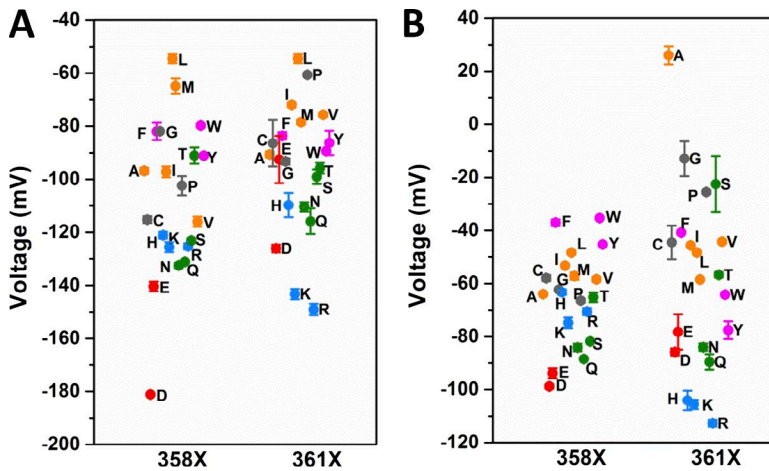 A
B
Voltage (mV)
-40
-60
-80
-100
-120
-140
-160
-180
-200
L
M
F
G
W
T
Y
A
I
P
C
V
H
K
S
R
N
Q
E
D
L
P
I
M
V
F
C
E
Y
W
A
G
T
S
H
N
Q
D
K
R
358X
361X
Voltage (mV)
40
20
0
-20
-40
-60
-80
-100
-120
F
W
Y
L
I
C
M
V
G
A
H
P
T
R
K
S
N
Q
E
D
A
G
S
P
F
C
I
V
L
M
T
W
E
Y
D
N
Q
H
K
R
358X
361X